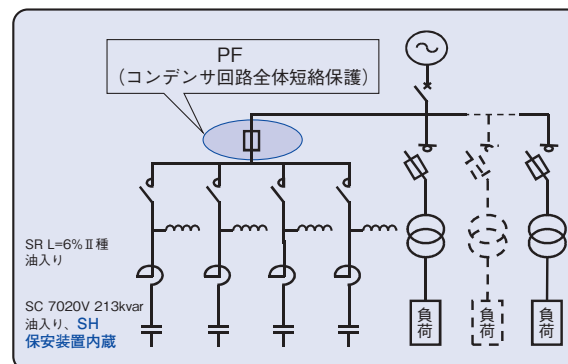 PF
（コンデンサ回路全体短絡保護）
SR L=6%Ⅱ種
油入り
SC 7020V 213kvar
油入り、SH
保安装置内蔵
負荷
負荷
負荷